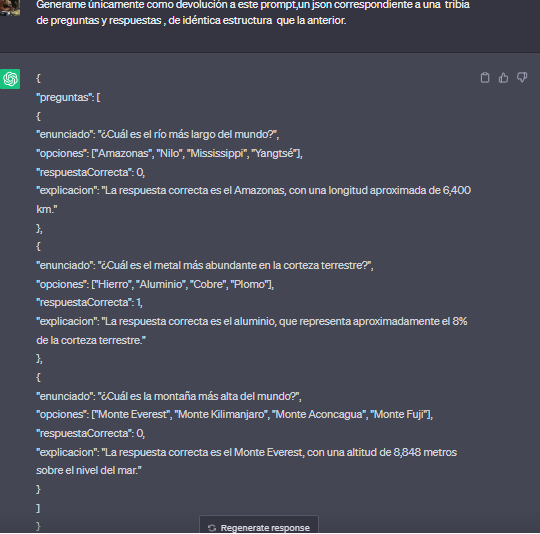 Generame únicamente como devolución a este prompt,un json correspondiente a una  tribia
de preguntas y respuestas , de idéntica estructura  que la anterior.
{
"preguntas": [
{
"enunciado": "¿Cuál es el río más largo del mundo?",
"opciones": ["Amazonas", "Nilo", "Mississippi", "Yangtsé"],
"respuestaCorrecta": 0,
"explicacion": "La respuesta correcta es el Amazonas, con una longitud aproximada de 6,400
km."
},
{
"enunciado": "¿Cuál es el metal más abundante en la corteza terrestre?",
"opciones": ["Hierro", "Aluminio", "Cobre", "Plomo"],
"respuestaCorrecta": 1,
"explicacion": "La respuesta correcta es el aluminio, que representa aproximadamente el 8%
de la corteza terrestre."
},
{
"enunciado": "¿Cuál es la montaña más alta del mundo?",
"opciones": ["Monte Everest", "Monte Kilimanjaro", "Monte Aconcagua", "Monte Fuji"],
"respuestaCorrecta": 0,
"explicacion": "La respuesta correcta es el Monte Everest, con una altitud de 8,848 metros
sobre el nivel del mar."
}
]
}
Regenerate response